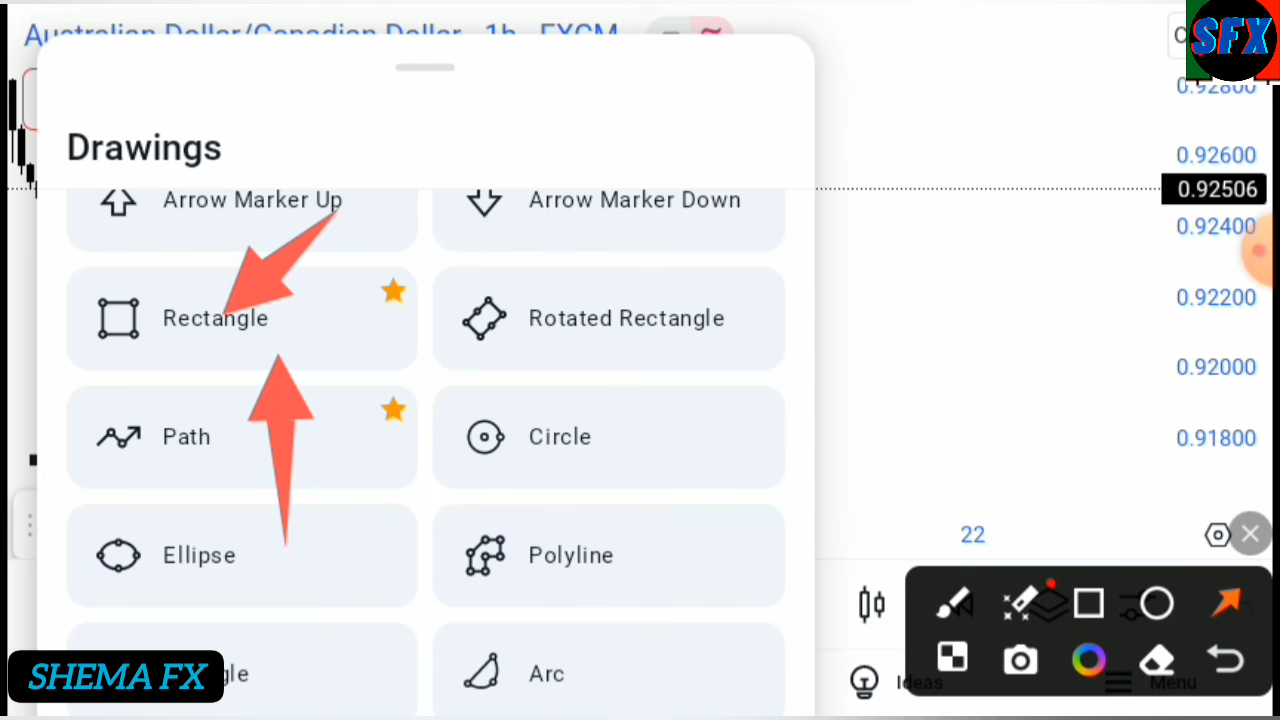 Australian Dollar/Canadian Dollar · 1h · FXCM
SFX
C
0.92800
Drawings
0.92600
0.92506
Arrow Marker Up
Arrow Marker Down
0.92400
Rectangle
Rotated Rectangle
0.92200
0.92000
Path
Circle
0.91800
22
Ellipse
Polyline
SHEMA FX
gle
Arc
Ideas
Menu